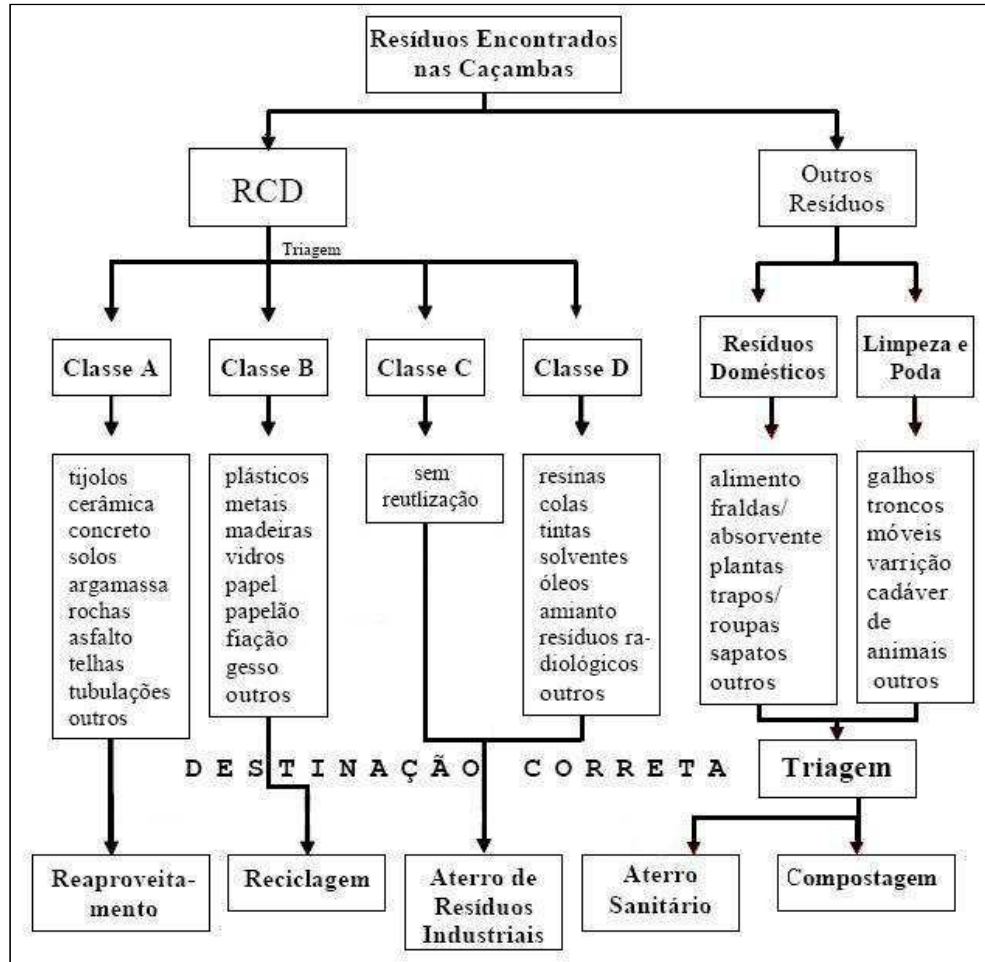 Resíduos Encontrados
nas Caçambas
RCD
Outros
Resíduos
Triagem
Classe A
Classe B
Classe C
Classe D
Resíduos
Domésticos
Limpeza e
Poda
tijolos
cerâmica
concreto
solos
argamassa
rochas
asfalto
telhas
tubulações
outros
plásticos
metais
madeiras
vidros
papel
papelão
fiação
gesso
outros
sem
reutlização
resinas
colas
tintas
solventes
óleos
amianto
resíduos ra-
diológicos
outros
alimento
fraldas/
absorvente
plantas
trapos/
roupas
sapatos
outros
galhos
troncos
móveis
varrição
cadáver
de
animais
outros
DESTINAÇÃO CORRETA
Triagem
Reaproveita-
mento
Reciclagem
Aterro de
Resíduos
Industriais
Aterro
Sanitário
Compostagem